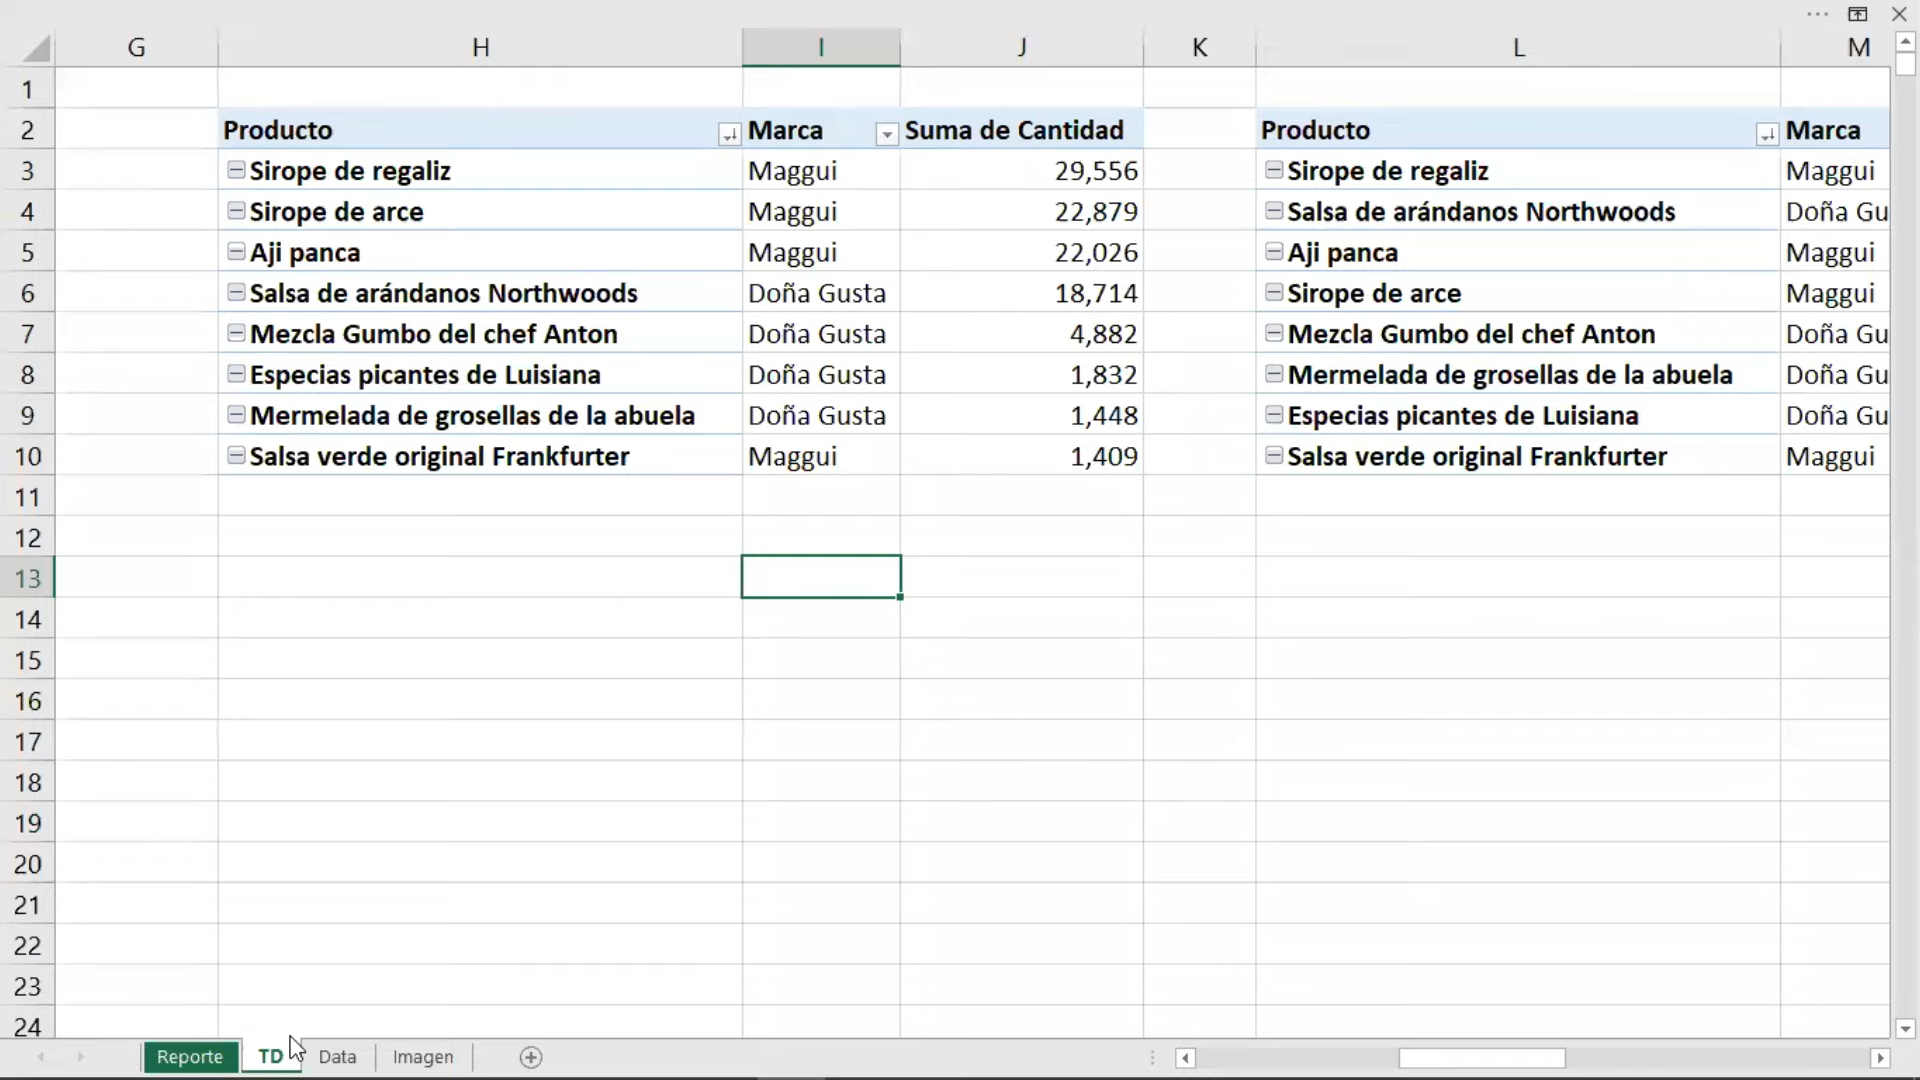 G H I J K L M
1
2 Producto Marca Suma de Cantidad Producto Marca
3 Sirope de regaliz Maggui 29,556 Sirope de regaliz Maggui
4 Sirope de arce Maggui 22,879 Salsa de arándanos Northwoods Doña Gu
5 Aji panca Maggui 22,026 Aji panca Maggui
6 Salsa de arándanos Northwoods Doña Gusta 18,714 Sirope de arce Maggui
7 Mezcla Gumbo del chef Anton Doña Gusta 4,882 Mezcla Gumbo del chef Anton Doña Gu
8 Especias picantes de Luisiana Doña Gusta 1,832 Mermelada de grosellas de la abuela Doña Gu
9 Mermelada de grosellas de la abuela Doña Gusta 1,448 Especias picantes de Luisiana Doña Gu
10 Salsa verde original Frankfurter Maggui 1,409 Salsa verde original Frankfurter Maggui
11
12
13
14
15
16
17
18
19
20
21
22
23
24
Reporte TD Data Imagen